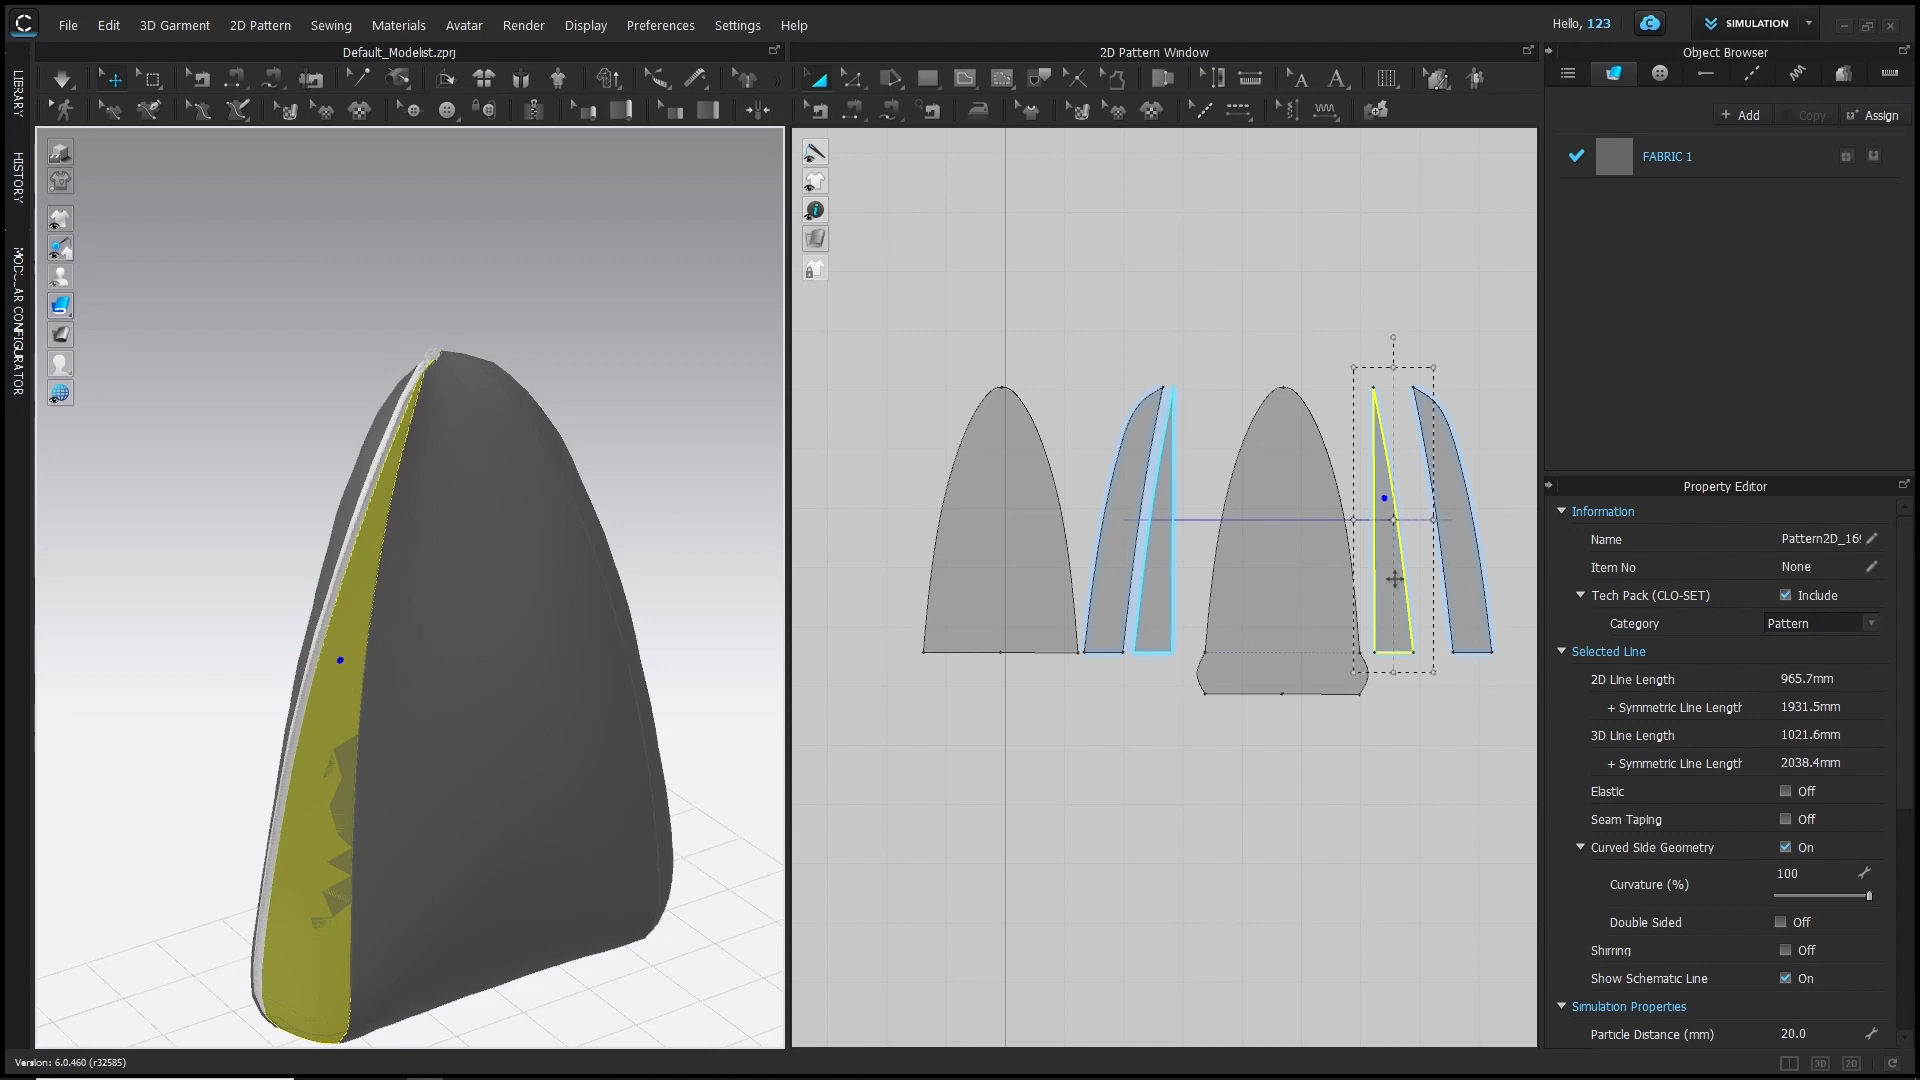 File Edit 3D Garment 2D Pattern Sewing Materials Avatar Render Display Preferences Settings Help
Hello, 123
SIMULATION
Default_Modelist.zprj
2D Pattern Window
Object Browser
LIBRARY
HISTORY
MODULAR CONFIGURATOR
+ Add
Copy
Assign
FABRIC 1
Property Editor
Information
Name Pattern2D_169
Item No None
Tech Pack (CLO-SET) Include
Category Pattern
Selected Line
2D Line Length 965.7mm
+ Symmetric Line Length 1931.5mm
3D Line Length 1021.6mm
+ Symmetric Line Length 2038.4mm
Elastic Off
Seam Taping Off
Curved Side Geometry On
Curvature (%) 100
Double Sided Off
Shirring Off
Show Schematic Line On
Simulation Properties
Particle Distance (mm) 20.0
Version: 6.0.460 (r32585)
3D
2D